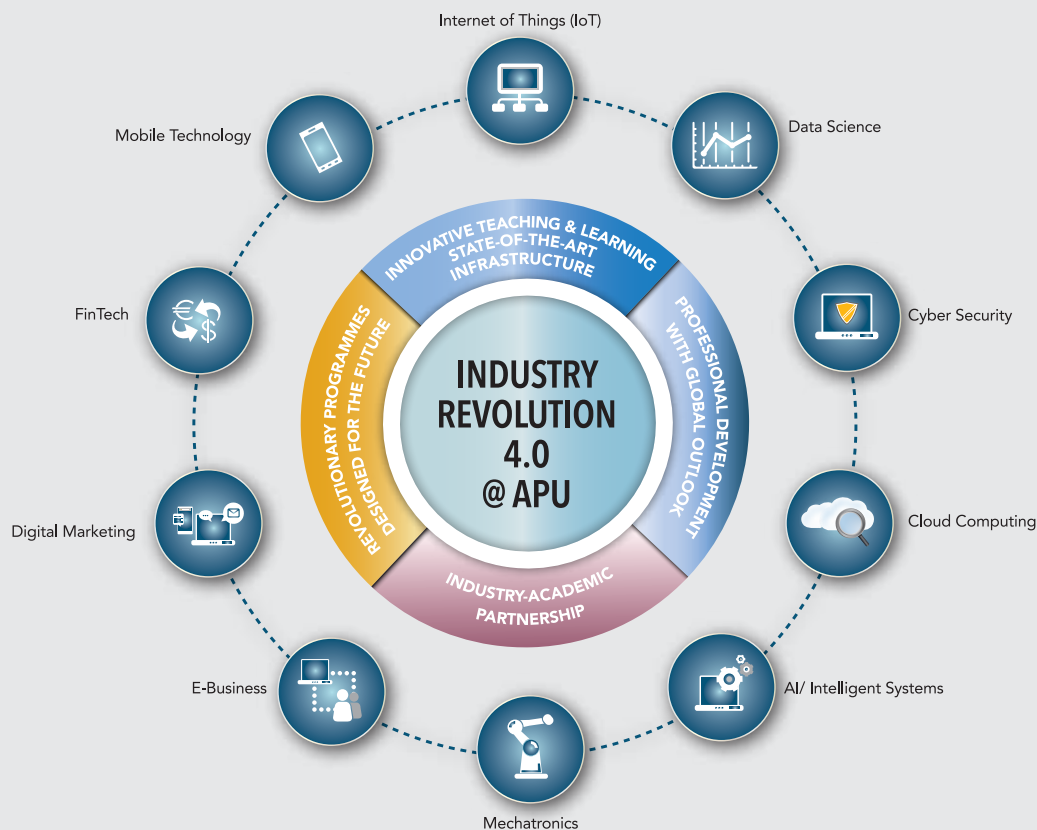 Internet of Things (IoT)
Data Science
Cyber Security
Cloud Computing
AI/ Intelligent Systems
Mechatronics
E-Business
Digital Marketing
FinTech
Mobile Technology
INNOVATIVE TEACHING & LEARNING
STATE-OF-THE-ART
INFRASTRUCTURE
PROFESSIONAL DEVELOPMENT
WITH GLOBAL OUTLOOK
INDUSTRY-ACADEMIC
PARTNERSHIP
REVOLUTIONARY PROGRAMMES
DESIGNED FOR THE FUTURE
INDUSTRY
REVOLUTION
4.0
@ APU